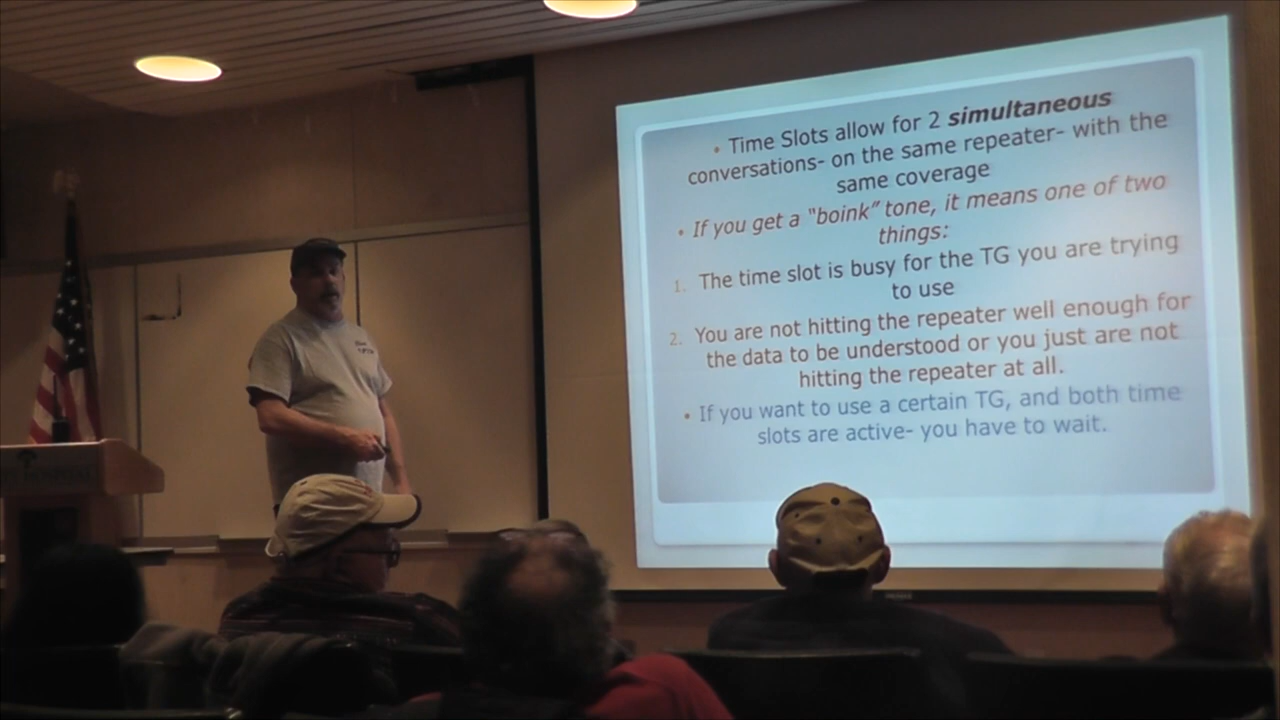 • Time Slots allow for 2 simultaneous
conversations- on the same repeater- with the
same coverage
• If you get a “boink” tone, it means one of two
things:
1. The time slot is busy for the TG you are trying
to use
2. You are not hitting the repeater well enough for
the data to be understood or you just are not
hitting the repeater at all.
• If you want to use a certain TG, and both time
slots are active- you have to wait.